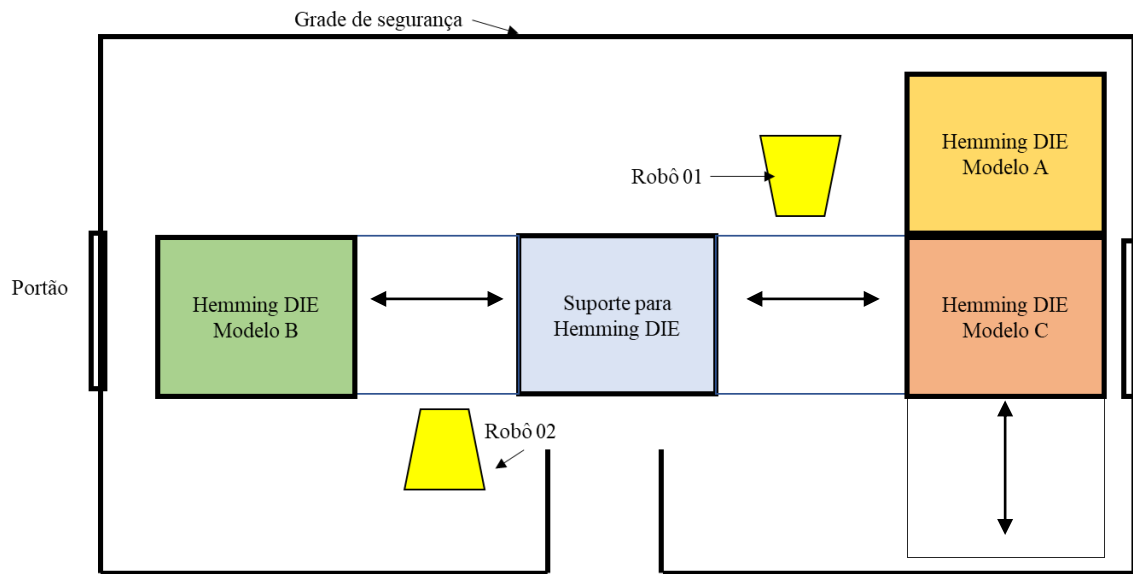 Grade de segurança
Hemming DIE
Modelo A
Robô 01
Portão
Hemming DIE
Modelo B
Suporte para
Hemming DIE
Hemming DIE
Modelo C
Robô 02